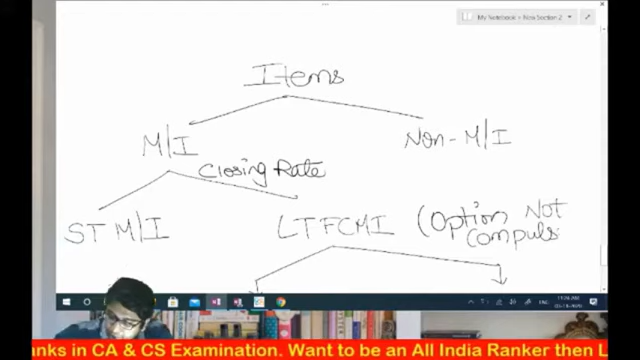 My Notebook • New Section 2
Items
M/I
Non-M/I
Closing Rate
ST M/I
LTFCMI (Option Not
Compuls
ENG
anks in CA & CS Examination. Want to be an All India Ranker then L